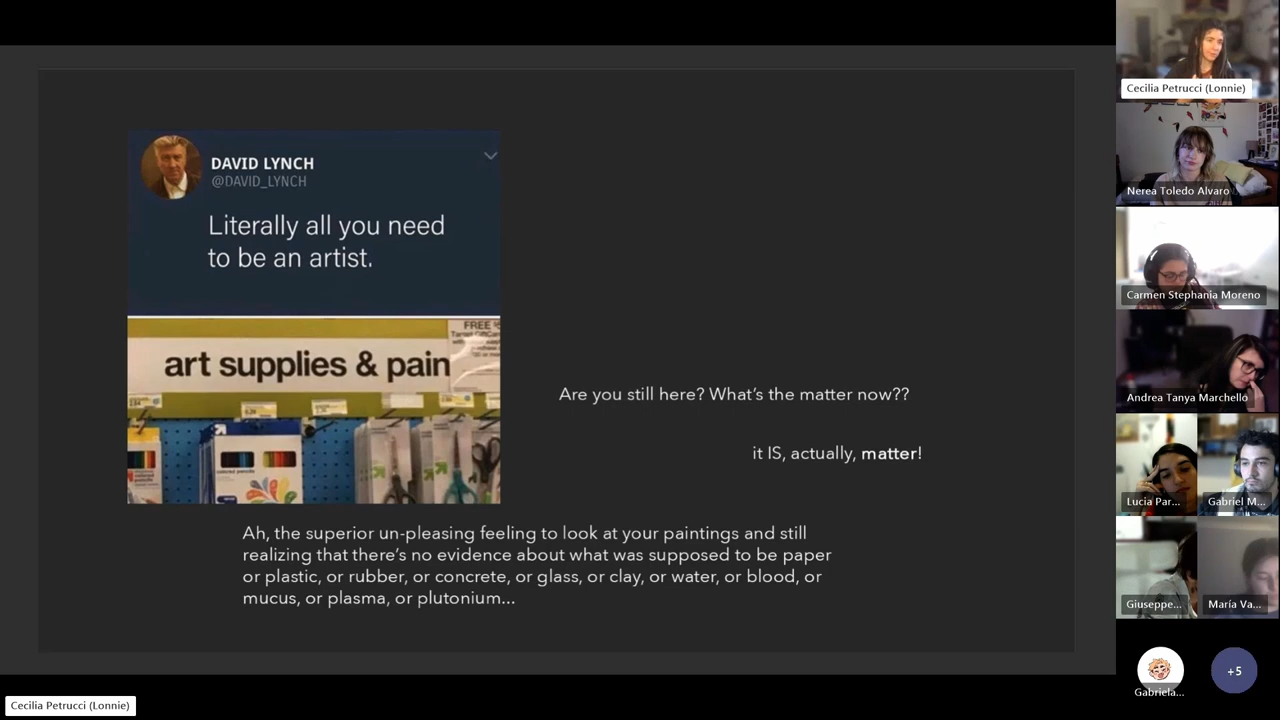 DAVID LYNCH
@DAVID_LYNCH
Literally all you need
to be an artist.
FREE
art supplies & pain
colored pencils
Are you still here? What's the matter now??
it IS, actually, matter!
Ah, the superior un-pleasing feeling to look at your paintings and still
realizing that there's no evidence about what was supposed to be paper
or plastic, or rubber, or concrete, or glass, or clay, or water, or blood, or
mucus, or plasma, or plutonium...
Cecilia Petrucci (Lonnie)
Nerea Toledo Alvaro
Carmen Stephania Moreno
Andrea Tanya Marchello
Lucia Par...
Gabriel M...
Giuseppe...
María Va...
Gabriela...
+5
Cecilia Petrucci (Lonnie)